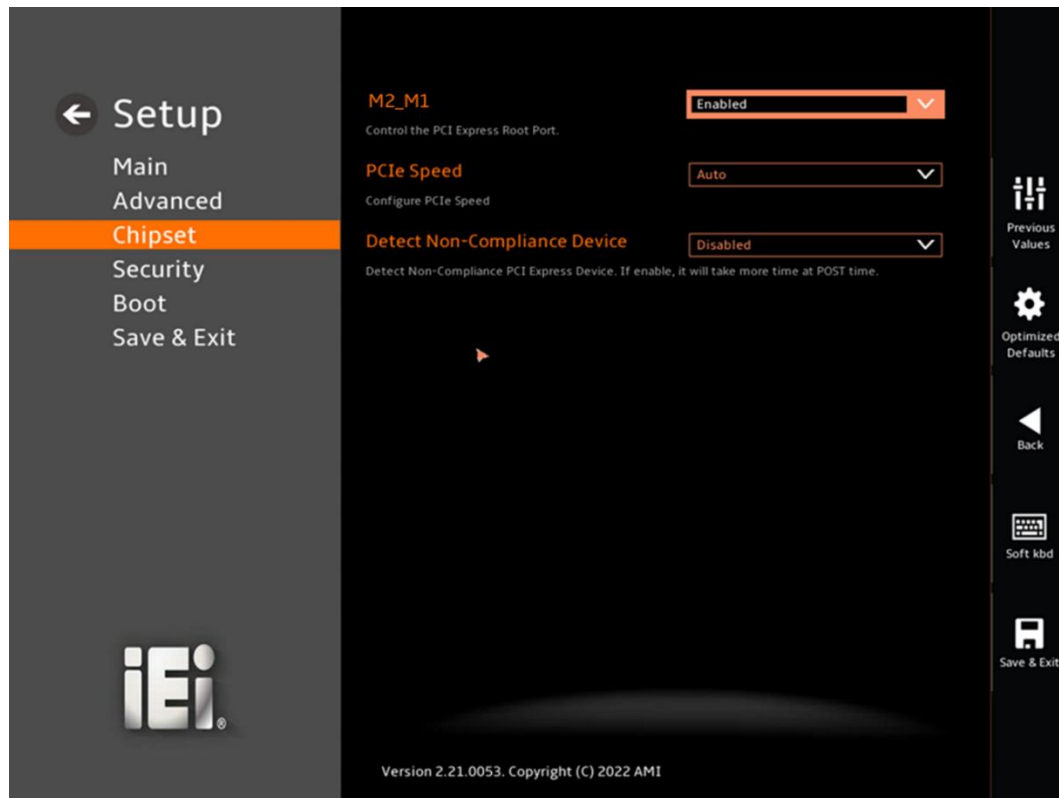 Setup
Main
Advanced
Chipset
Security
Boot
Save & Exit
iEi®
M2_M1
Enabled
Control the PCI Express Root Port.
PCIe Speed
Auto
Configure PCIe Speed
Detect Non-Compliance Device
Disabled
Detect Non-Compliance PCI Express Device. If enable, it will take more time at POST time.
Version 2.21.0053. Copyright (C) 2022 AMI
Previous
Values
Optimized
Defaults
Back
Soft kbd
Save & Exit